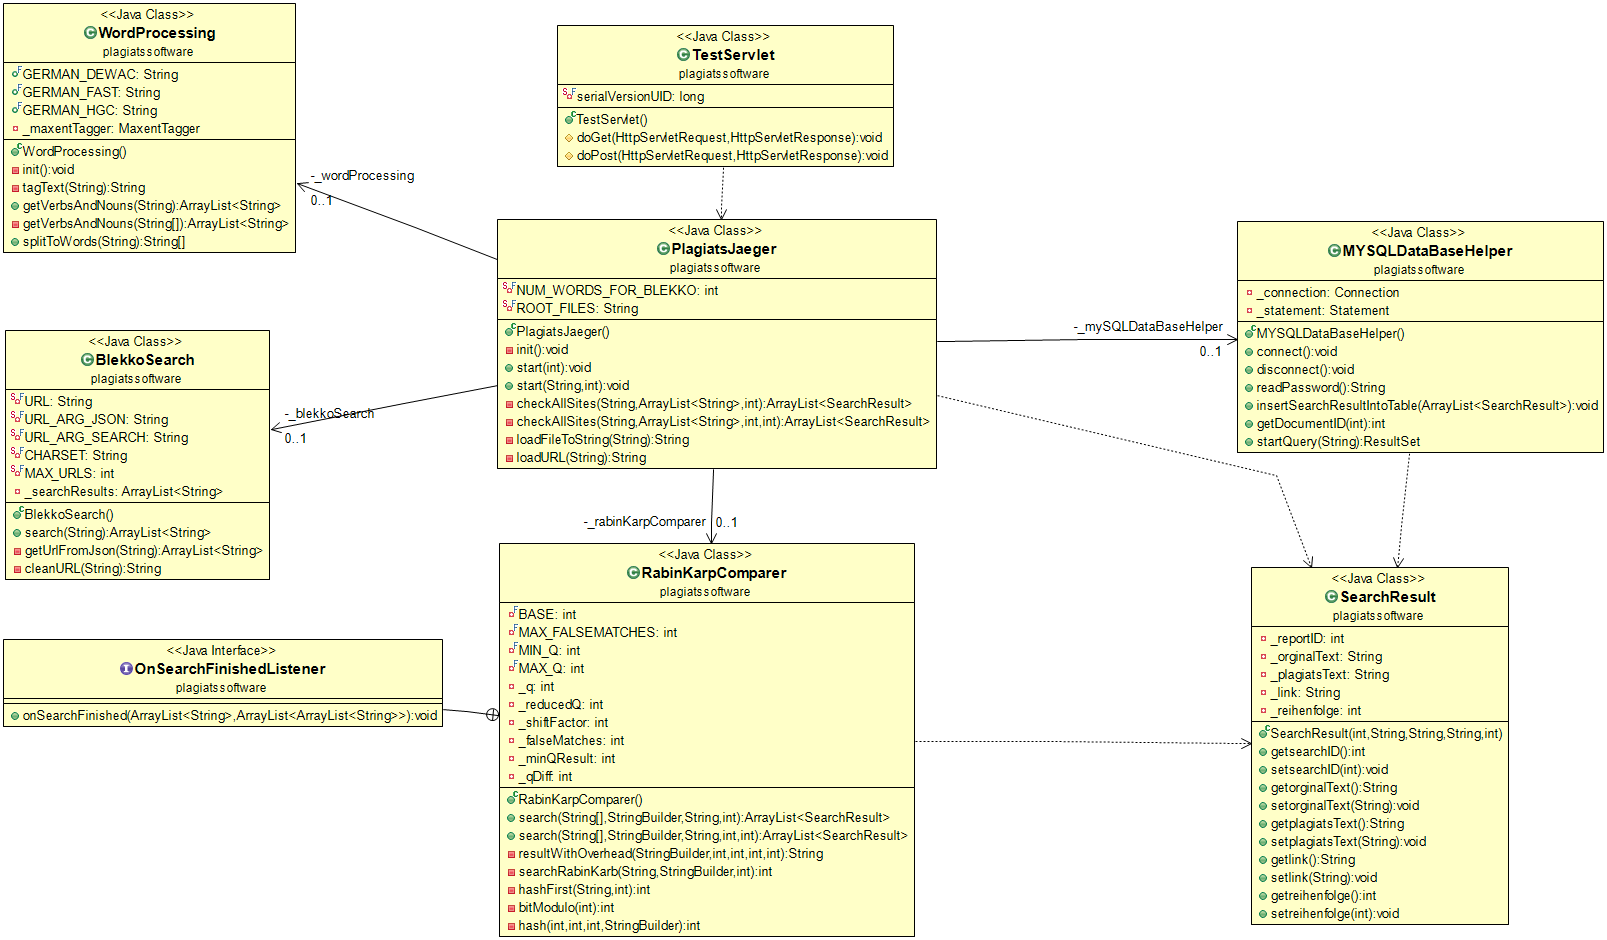 <<Java Class>>
WordProcessing
plagiatssoftware
GERMAN_DEWAC: String
GERMAN_FAST: String
GERMAN_HGC: String
_maxentTagger: MaxentTagger
WordProcessing()
init():void
tagText(String):String
getVerbsAndNouns(String):ArrayList<String>
getVerbsAndNouns(String[]):ArrayList<String>
splitToWords(String):String[]
<<Java Class>>
TestServlet
plagiatssoftware
serialVersionUID: long
TestServlet()
doGet(HttpServletRequest,HttpServletResponse):void
doPost(HttpServletRequest,HttpServletResponse):void
-_wordProcessing
0..1
<<Java Class>>
PlagiatsJaeger
plagiatssoftware
NUM_WORDS_FOR_BLEKKO: int
ROOT_FILES: String
PlagiatsJaeger()
init():void
start(int):void
start(String,int):void
checkAllSites(String,ArrayList<String>,int):ArrayList<SearchResult>
checkAllSites(String,ArrayList<String>,int,int):ArrayList<SearchResult>
loadFileToString(String):String
loadURL(String):String
-_mySQLDataBaseHelper
0..1
<<Java Class>>
MYSQLDataBaseHelper
plagiatssoftware
_connection: Connection
_statement: Statement
MYSQLDataBaseHelper()
connect():void
disconnect():void
readPassword():String
insertSearchResultIntoTable(ArrayList<SearchResult>):void
getDocumentID(int):int
startQuery(String):ResultSet
<<Java Class>>
BlekkoSearch
plagiatssoftware
URL: String
URL_ARG_JSON: String
URL_ARG_SEARCH: String
CHARSET: String
MAX_URLS: int
_searchResults: ArrayList<String>
BlekkoSearch()
search(String):ArrayList<String>
getUrlFromJson(String):ArrayList<String>
cleanURL(String):String
-_blekkoSearch
0..1
-_rabinKarpComparer
0..1
<<Java Class>>
RabinKarpComparer
plagiatssoftware
BASE: int
MAX_FALSEMATCHES: int
MIN_Q: int
MAX_Q: int
_q: int
_reducedQ: int
_shiftFactor: int
_falseMatches: int
_minQResult: int
_qDiff: int
RabinKarpComparer()
search(String[],StringBuilder,String,int):ArrayList<SearchResult>
search(String[],StringBuilder,String,int,int):ArrayList<SearchResult>
resultWithOverhead(StringBuilder,int,int,int,int):String
searchRabinKarb(String,StringBuilder,int):int
hashFirst(String,int):int
bitModulo(int):int
hash(int,int,int,StringBuilder):int
<<Java Interface>>
OnSearchFinishedListener
plagiatssoftware
onSearchFinished(ArrayList<String>,ArrayList<ArrayList<String>>):void
<<Java Class>>
SearchResult
plagiatssoftware
_reportID: int
_orginalText: String
_plagiatsText: String
_link: String
_reihenfolge: int
SearchResult(int,String,String,String,int)
getsearchID():int
setsearchID(int):void
getorginalText():String
setorginalText(String):void
getplagiatsText():String
setplagiatsText(String):void
getlink():String
setlink(String):void
getreihenfolge():int
setreihenfolge(int):void